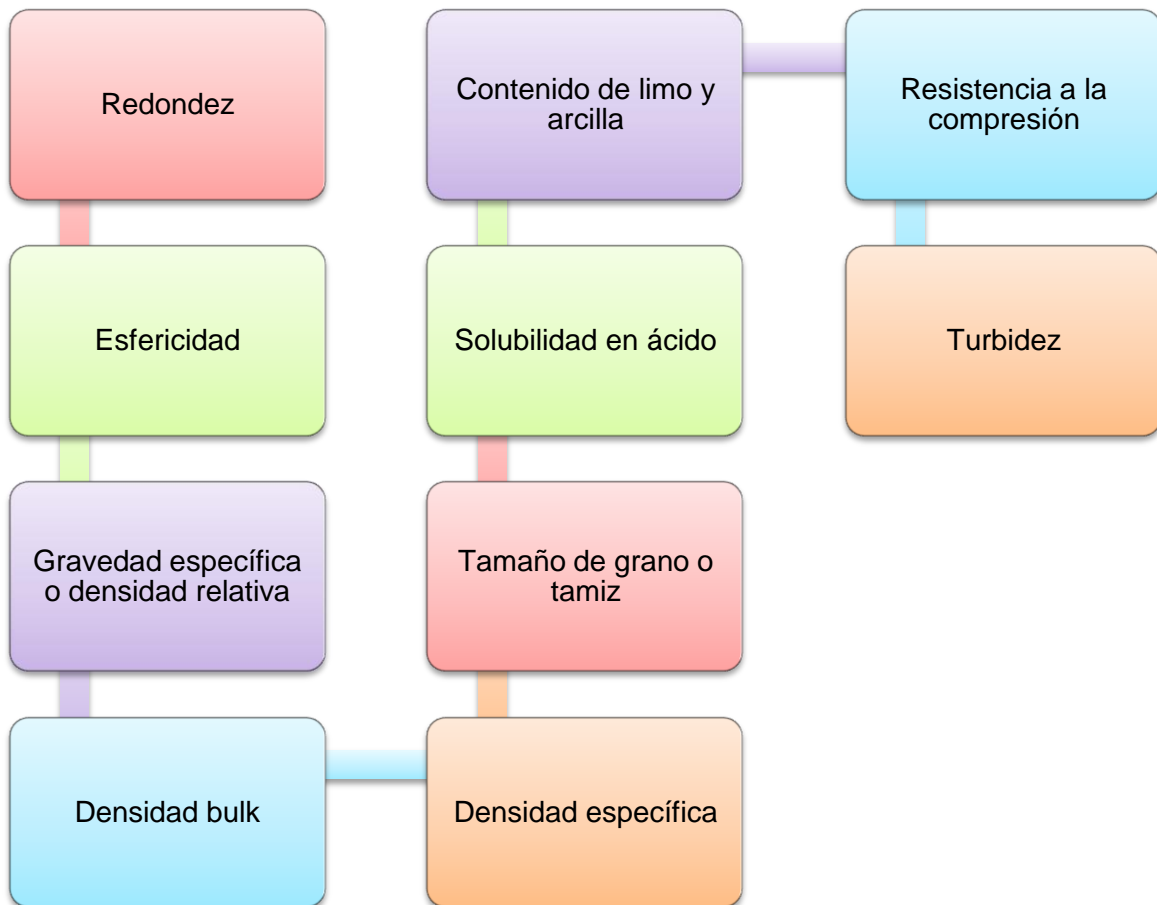 Redondez
Esfericidad
Gravedad específica
o densidad relativa
Densidad bulk
Densidad específica
Tamaño de grano o
tamiz
Solubilidad en ácido
Contenido de limo y
arcilla
Resistencia a la
compresión
Turbidez